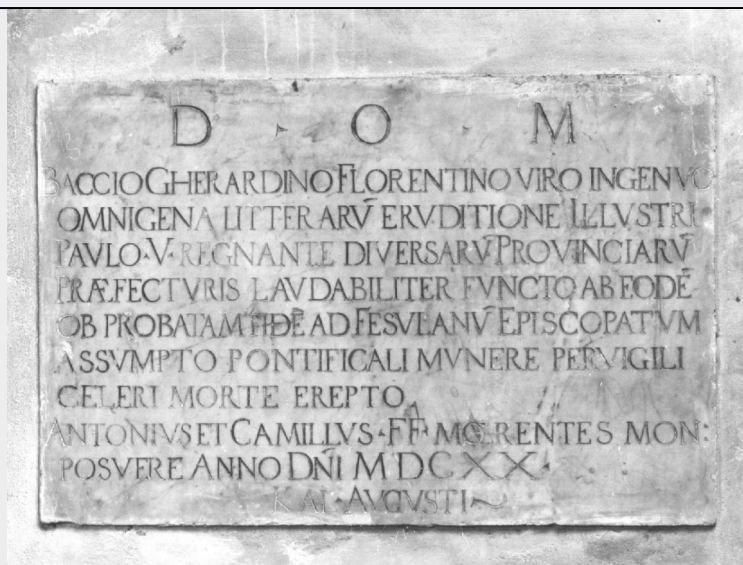 D · O · M
BACCIO GHERARDINO FLORENTINO VIRO INGENVO
OMNIGENA LITTERARV̄ ERVDITIONE ILLVSTRI
PAVLO·V·REGNANTE DIVERSARV̄ PROVINCIARV̄
PRÆFECTVRIS LAVDABILITER FVNCTO AB EODĒ
OB PROBATAM FIDĒ AD FESVLANV̄ EPISCOPATVM
ASSVMPTO PONTIFICALI MVNERE PERVIGILI
CELERI MORTE EREPTO
ANTONIVS ET CAMILLVS·FF·MŒRENTES MON:
POSVERE ANNO DN̄I MDCXX·
KAL·AVGVSTI